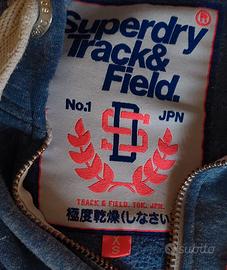 Superdry
Track&
Field.
®
No.1
JPN
SD
TRACK & FIELD. TOK. JPN.
極度乾燥(しなさい)
XS
subito